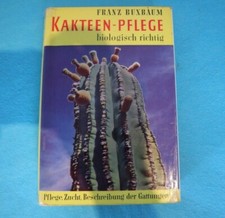 FRANZ BUXBAUM
KAKTEEN-PFLEGE
biologisch richtig
Pflege, Zucht, Beschreibung der Gattungen